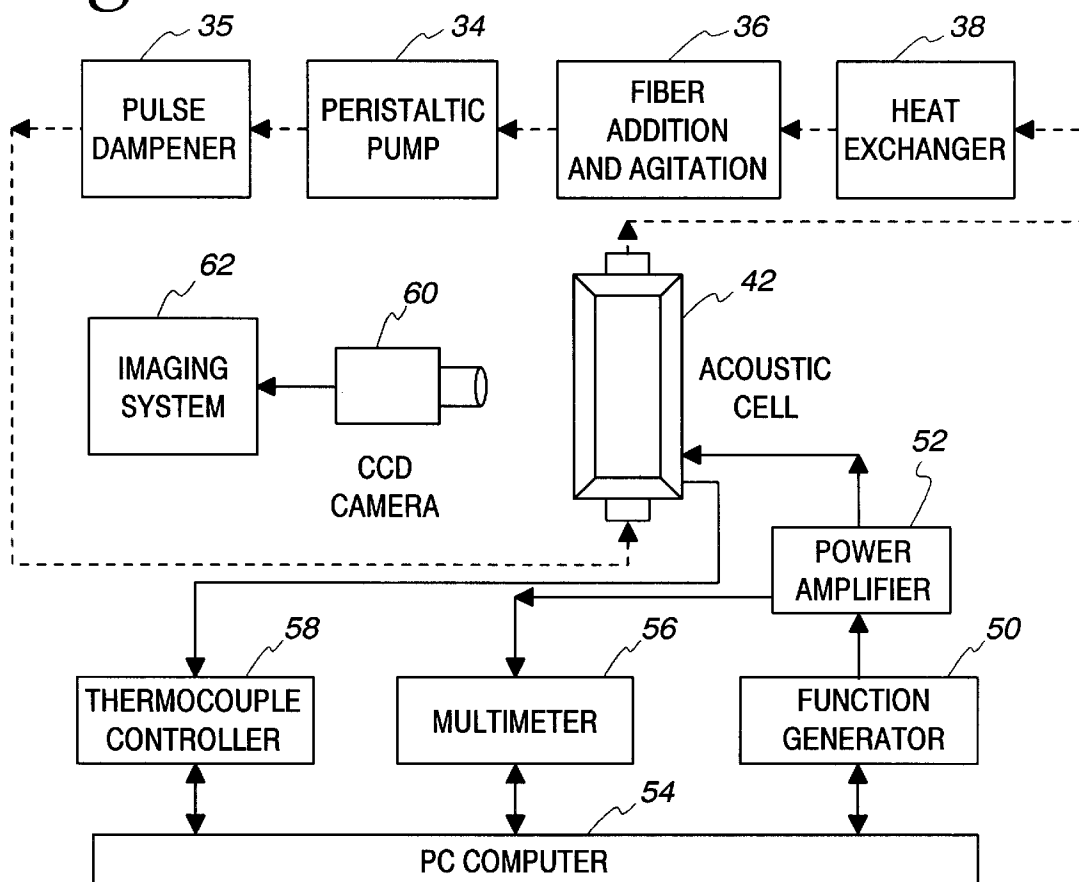 35
34
36
38
PULSE
DAMPENER
PERISTALTIC
PUMP
FIBER
ADDITION
AND AGITATION
HEAT
EXCHANGER
62
60
42
IMAGING
SYSTEM
CCD
CAMERA
ACOUSTIC
CELL
52
POWER
AMPLIFIER
58
56
50
THERMOCOUPLE
CONTROLLER
MULTIMETER
FUNCTION
GENERATOR
54
PC COMPUTER